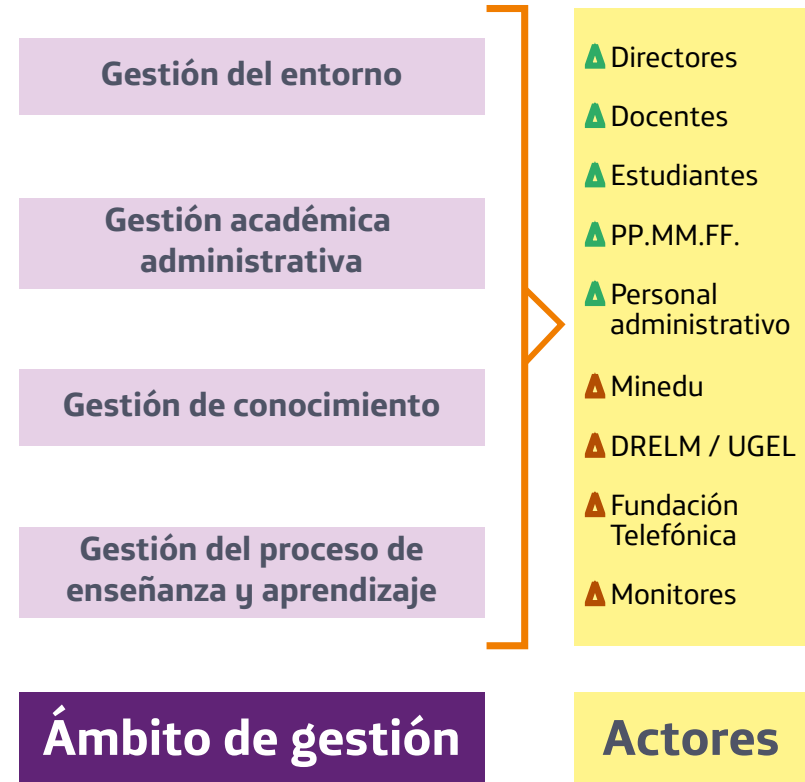 Gestión del entorno
Gestión académica
administrativa
Gestión de conocimiento
Gestión del proceso de
enseñanza y aprendizaje
Ámbito de gestión
Directores
Docentes
Estudiantes
PP.MM.FF.
Personal
administrativo
Minedu
DRELM / UGEL
Fundación
Telefónica
Monitores
Actores